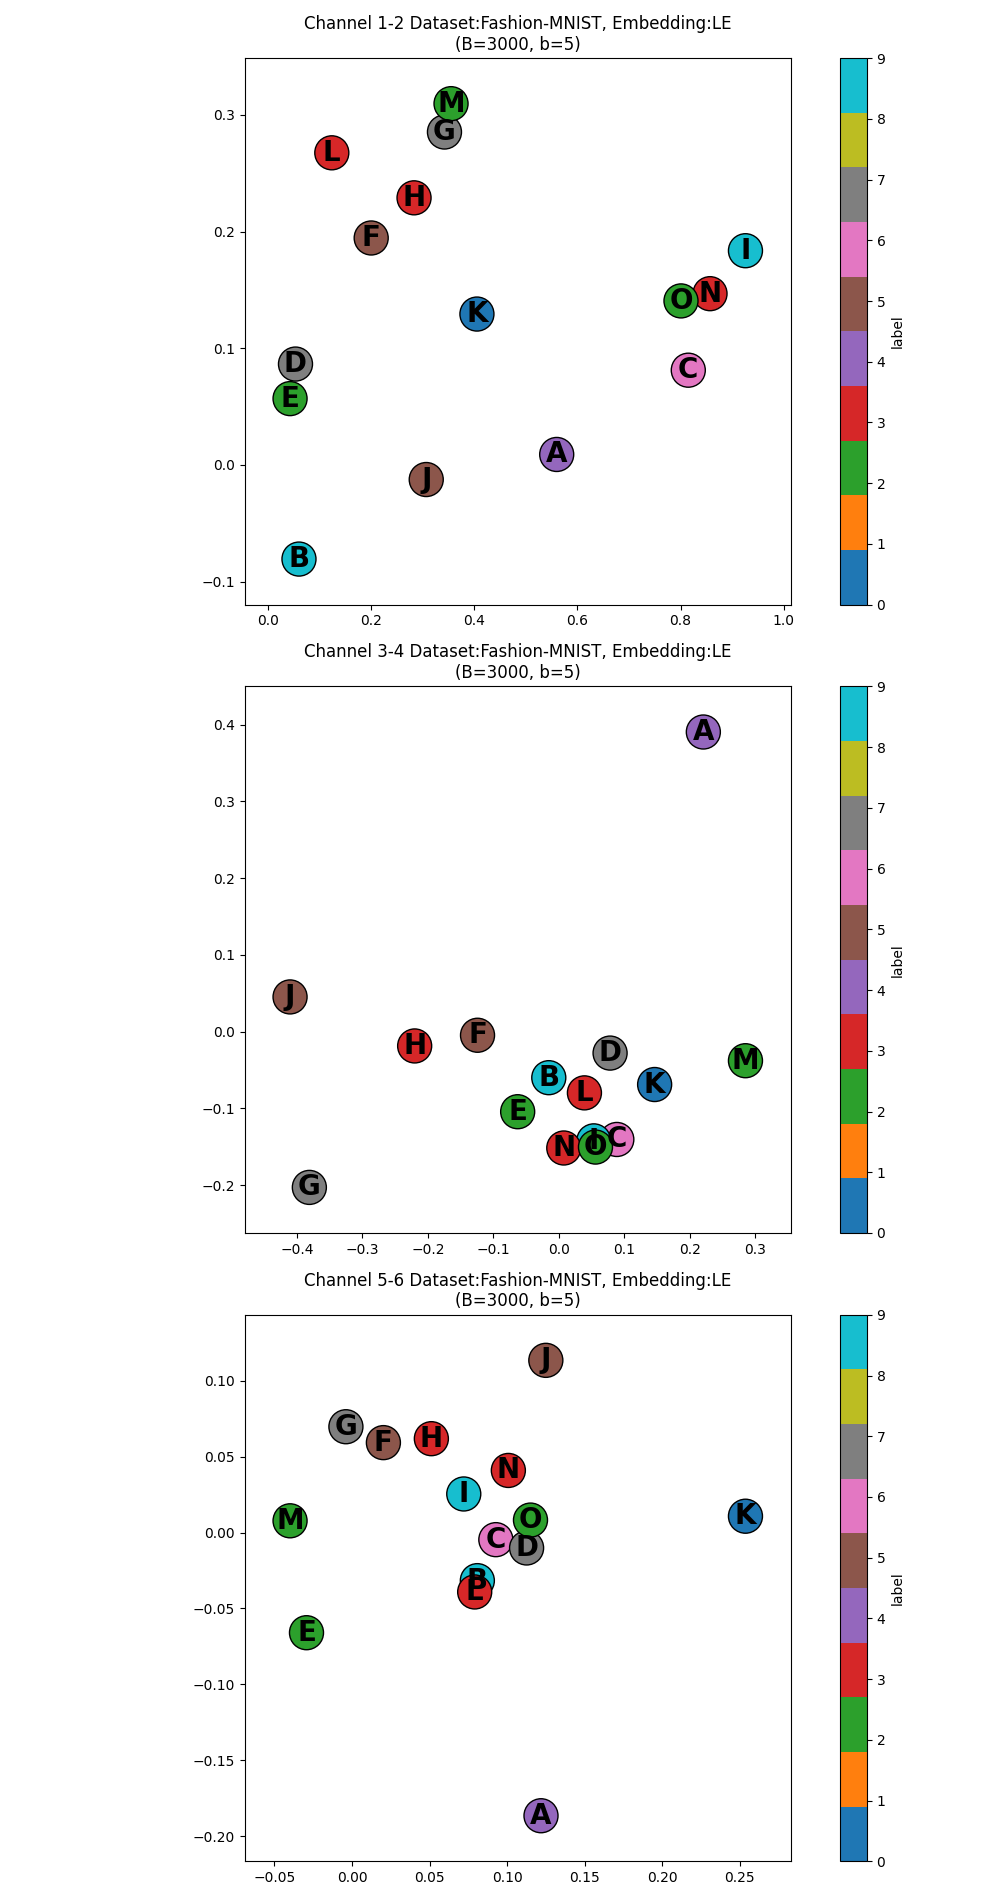 Channel 1-2 Dataset:Fashion-MNIST, Embedding:LE
(B=3000, b=5)
M
G
L
H
F
I
N
O
K
D
C
E
A
J
B
0.3
0.2
0.1
0.0
−0.1
0.0 0.2 0.4 0.6 0.8 1.0
9
8
7
6
5
4
3
2
1
0
label
Channel 3-4 Dataset:Fashion-MNIST, Embedding:LE
(B=3000, b=5)
A
J
F
H
D
M
B
K
L
E
I
C
N
O
G
0.4
0.3
0.2
0.1
0.0
−0.1
−0.2
−0.4 −0.3 −0.2 −0.1 0.0 0.1 0.2 0.3
9
8
7
6
5
4
3
2
1
0
label
Channel 5-6 Dataset:Fashion-MNIST, Embedding:LE
(B=3000, b=5)
J
G
H
F
N
I
K
O
M
C
D
B
L
E
A
0.10
0.05
0.00
−0.05
−0.10
−0.15
−0.20
−0.05 0.00 0.05 0.10 0.15 0.20 0.25
9
8
7
6
5
4
3
2
1
0
label